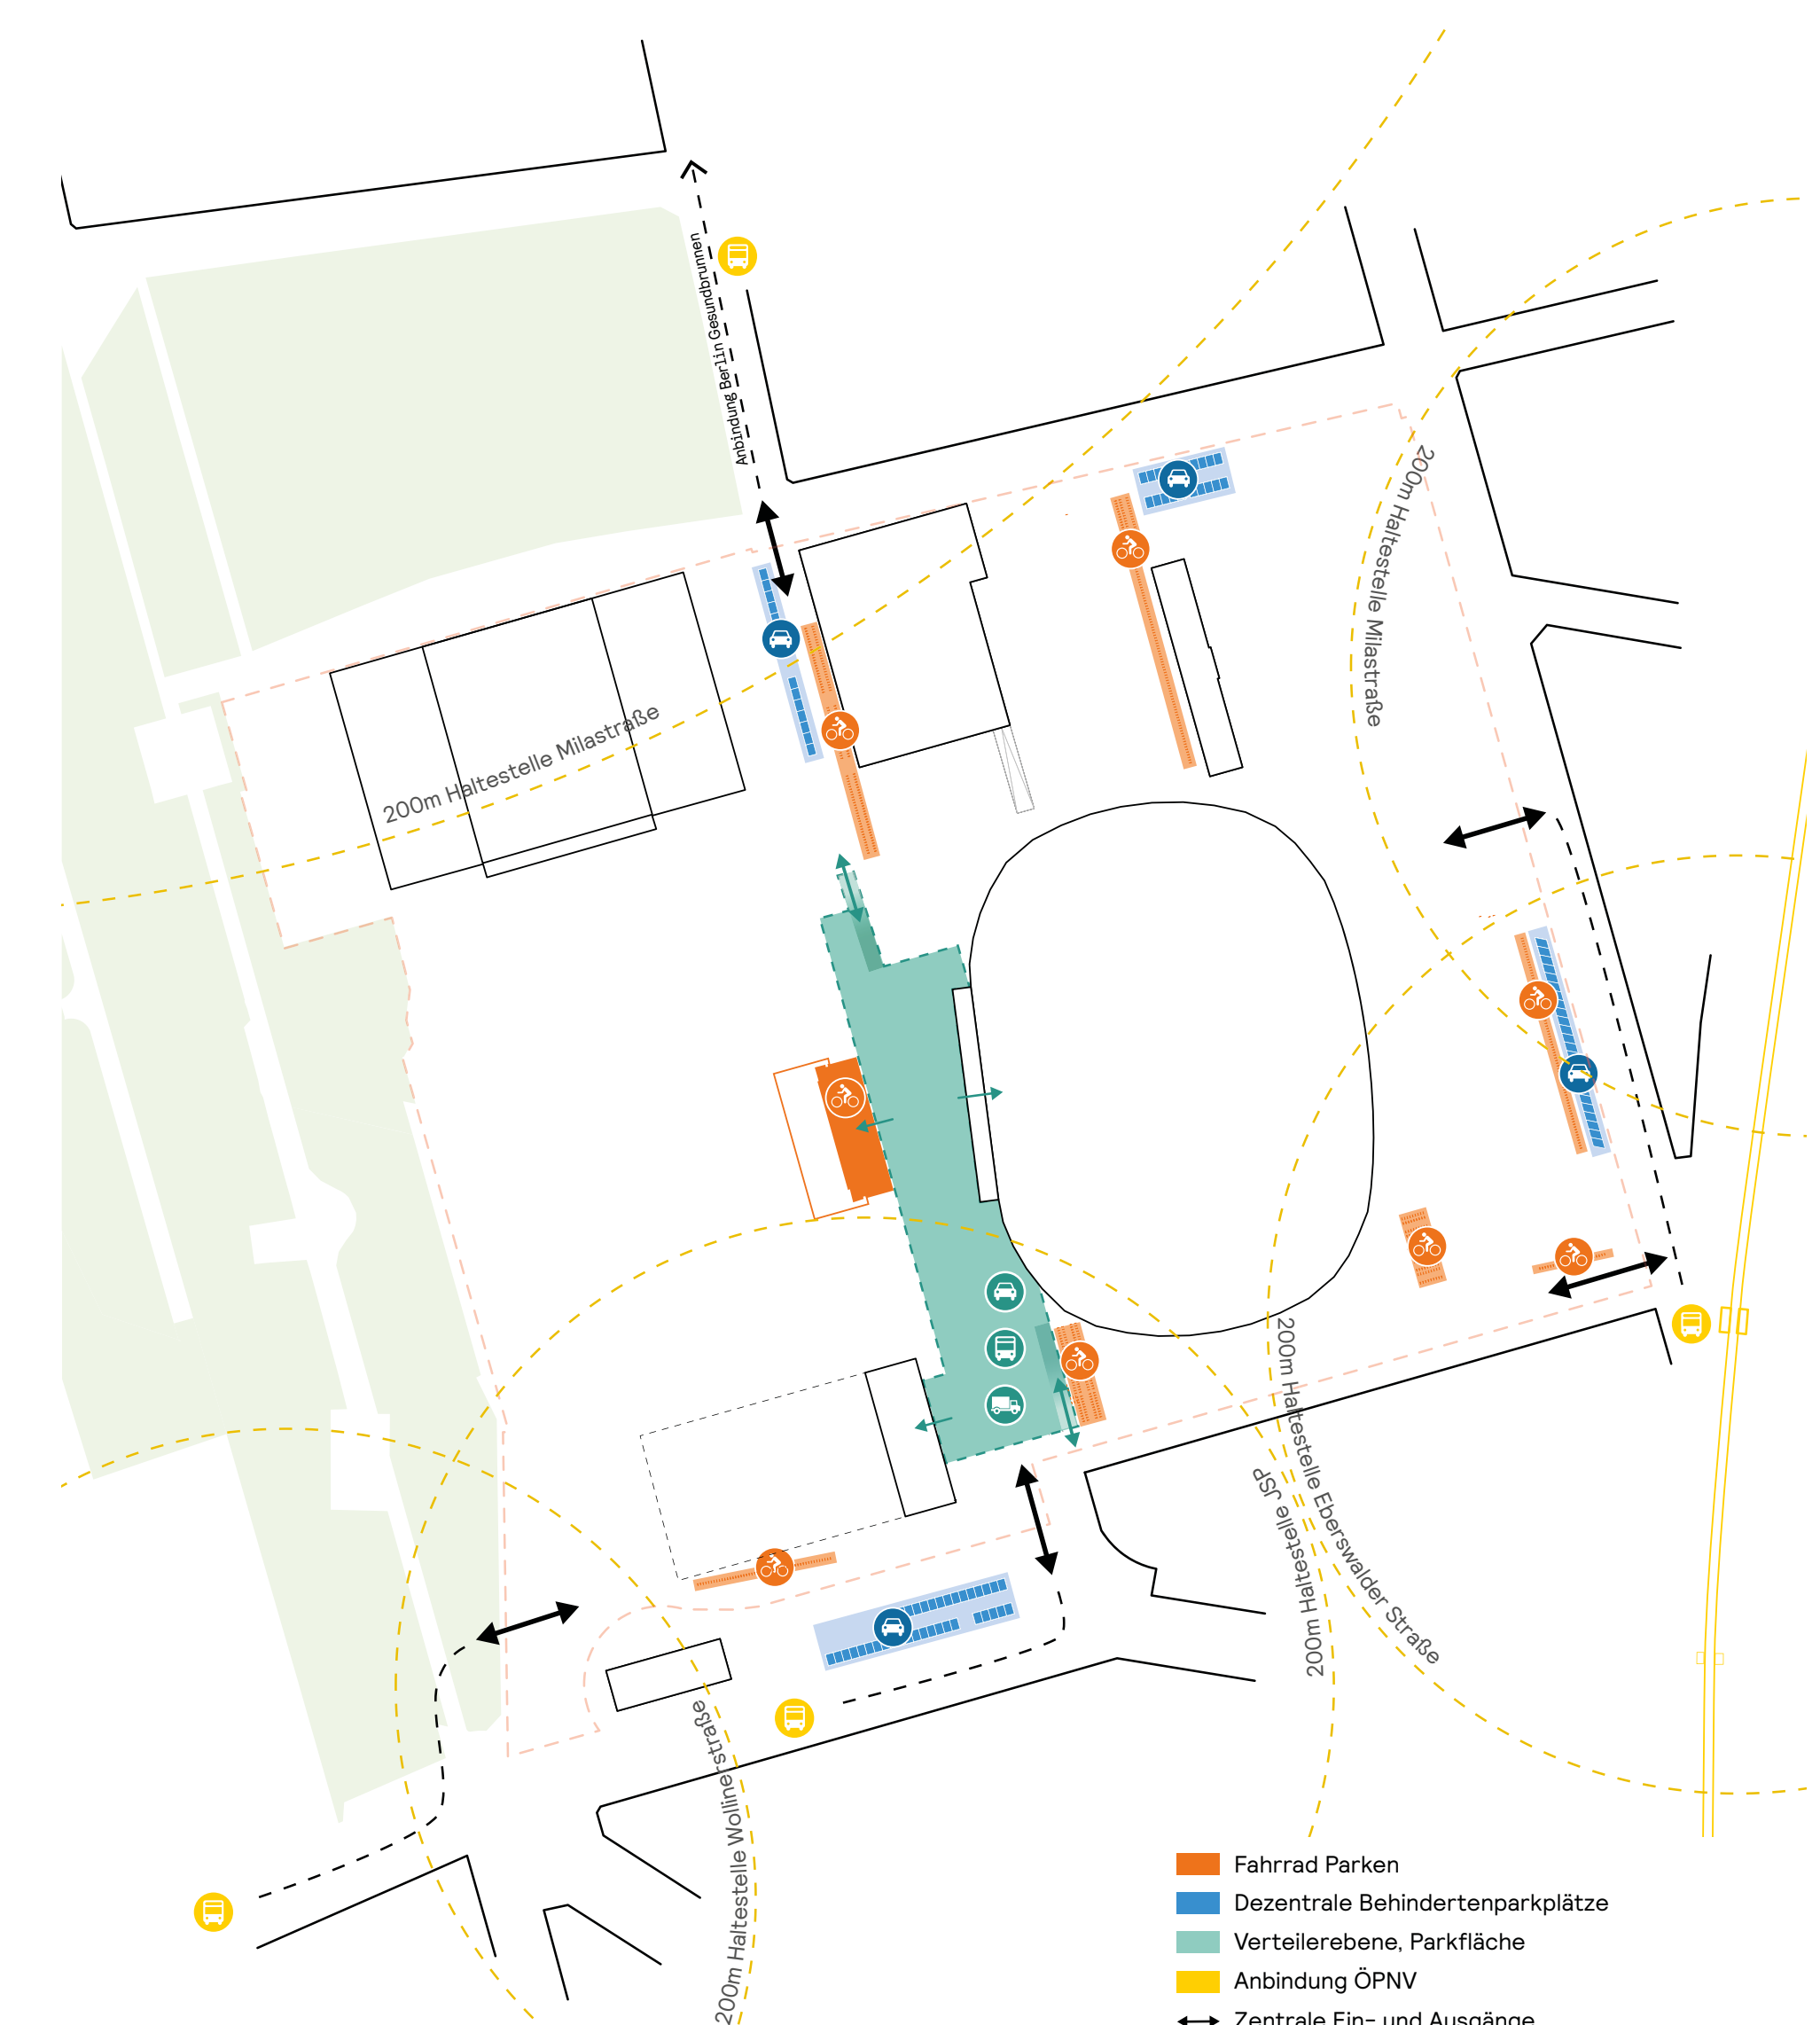 Anbindung Berlin Gesundbrunnen
200m Haltestelle Milastraße
200m Haltestelle Milastraße
200m Haltestelle Eberswalder Straße
200m Haltestelle JSP
200m Haltestelle Wollinerstraße
Fahrrad Parken
Dezentrale Behindertenparkplätze
Verteilerebene, Parkfläche
Anbindung ÖPNV
Zentrale Ein- und Ausgänge